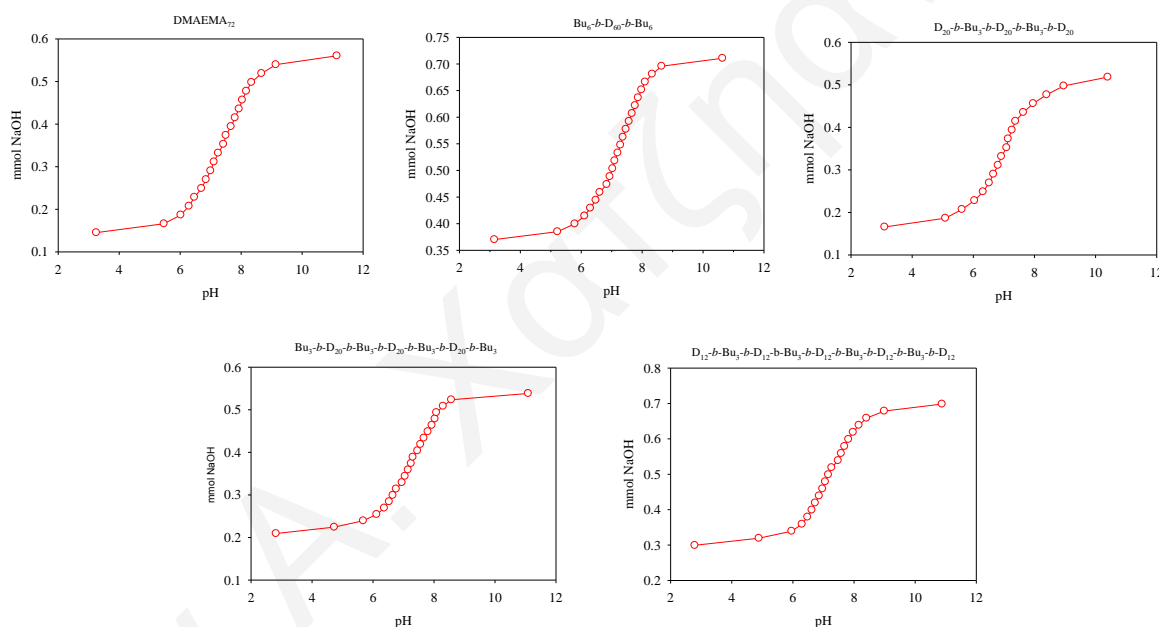 DMAEMA₇₂
0.6
0.5
0.4
0.3
0.2
0.1
mmol NaOH
2 4 6 8 10 12
pH
Bu₆-b-D₆₀-b-Bu₆
0.75
0.70
0.65
0.60
0.55
0.50
0.45
0.40
0.35
mmol NaOH
2 4 6 8 10 12
pH
D₂₀-b-Bu₃-b-D₂₀-b-Bu₃-b-D₂₀
0.6
0.5
0.4
0.3
0.2
0.1
mmol NaOH
2 4 6 8 10 12
pH
Bu₃-b-D₂₀-b-Bu₃-b-D₂₀-b-Bu₃-b-D₂₀-b-Bu₃
0.6
0.5
0.4
0.3
0.2
0.1
mmol NaOH
2 4 6 8 10 12
pH
D₁₂-b-Bu₃-b-D₁₂-b-Bu₃-b-D₁₂-b-Bu₃-b-D₁₂-b-Bu₃-b-D₁₂
0.8
0.7
0.6
0.5
0.4
0.3
0.2
mmol NaOH
2 4 6 8 10 12
pH